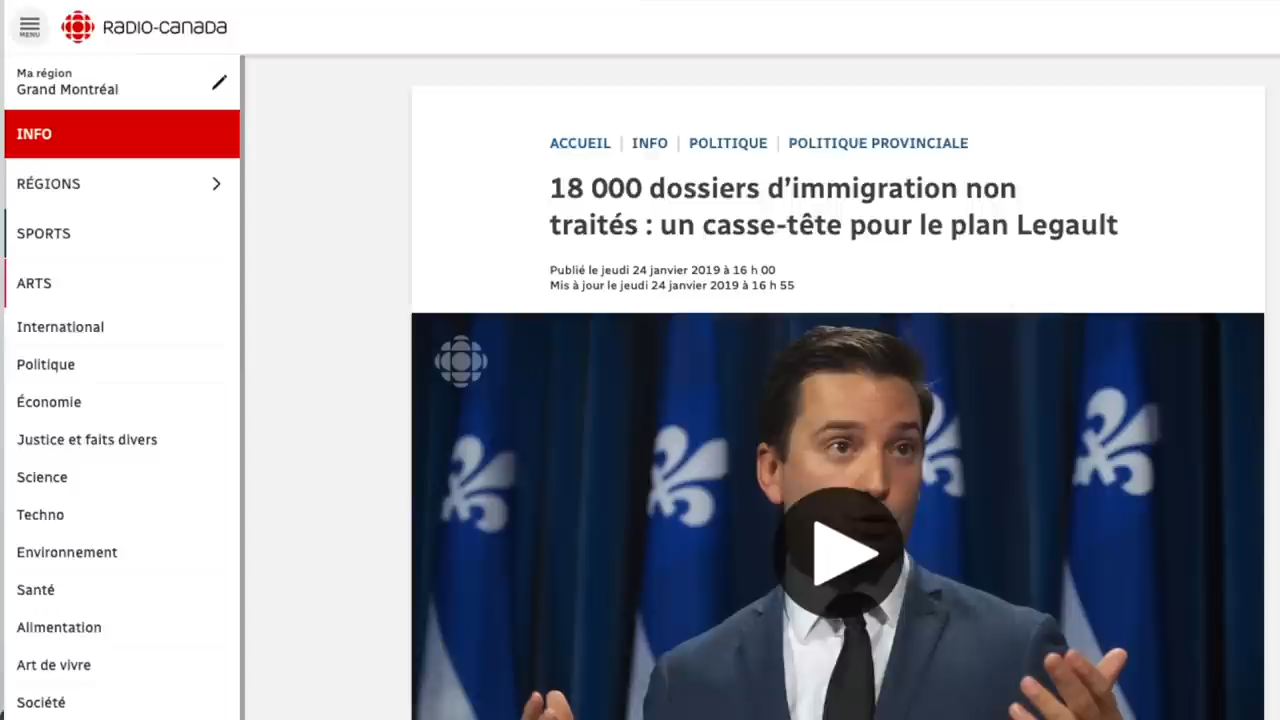 MENU
RADIO-CANADA
Ma région
Grand Montréal
INFO
RÉGIONS
SPORTS
ARTS
International
Politique
Économie
Justice et faits divers
Science
Techno
Environnement
Santé
Alimentation
Art de vivre
Société
ACCUEIL | INFO | POLITIQUE | POLITIQUE PROVINCIALE
18 000 dossiers d’immigration non
traités : un casse-tête pour le plan Legault
Publié le jeudi 24 janvier 2019 à 16 h 00
Mis à jour le jeudi 24 janvier 2019 à 16 h 55